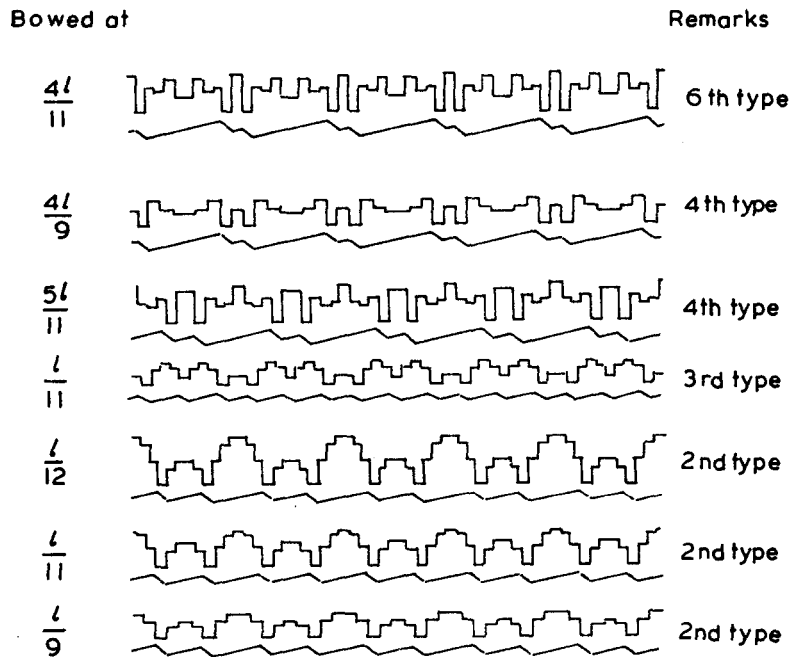 Bowed at Remarks
4l/11 6th type
4l/9 4th type
5l/11 4th type
l/11 3rd type
l/12 2nd type
l/11 2nd type
l/9 2nd type